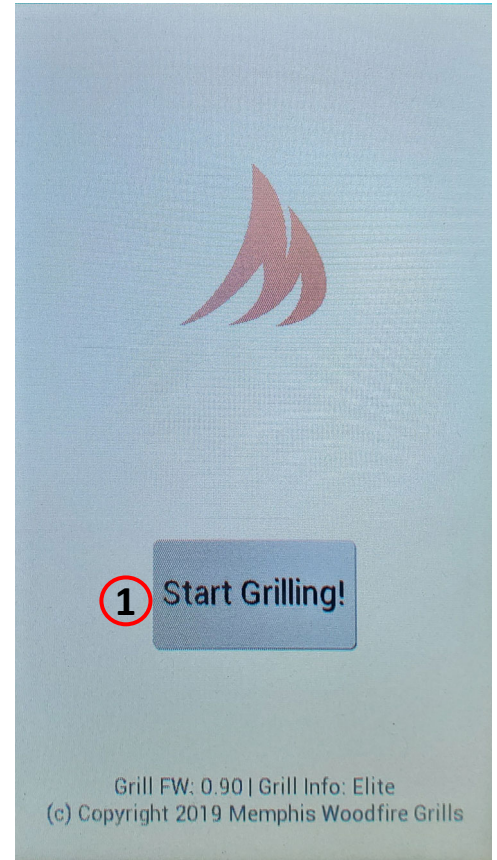 1 Start Grilling!
Grill FW: 0.90 | Grill Info: Elite
(c) Copyright 2019 Memphis Woodfire Grills